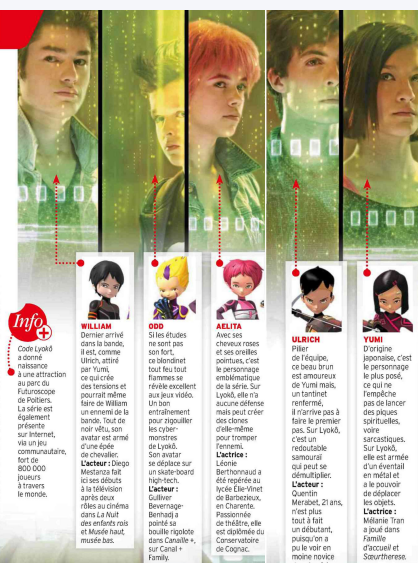 Info
+
Code Lyokô
a donné
naissance
à une attraction
au parc du
Futuroscope
de Poitiers.
La série est
également
présente
sur Internet,
via un jeu
communautaire,
fort de
800 000
joueurs
à travers
le monde.
WILLIAM
Dernier arrivé
dans la bande,
il est, comme
Ulrich, attiré
par Yumi,
ce qui crée
des tensions et
pourrait même
faire de William
un ennemi de la
bande. Tout de
noir vêtu, son
avatar est armé
d'une épée
de chevalier.
L'acteur : Diego
Mestanza fait
ici ses débuts
à la télévision
après deux
rôles au cinéma
dans La Nuit
des enfants rois
et Musée haut,
musée bas.
ODD
Si les études
ne sont pas
son fort,
ce blondinet
tout feu tout
flammes se
révèle excellent
aux jeux vidéo.
Un bon
entraînement
pour dégommer
les cyber-
monstres
de Lyokô.
Son avatar
se déplace sur
un skate-board
high-tech.
L'acteur :
Gulliver
Bevernage-
Benhadj a
pointé sa
bouille rigolote
dans Canaille +,
sur Canal +
Family.
AELITA
Avec ses
cheveux roses
et ses oreilles
pointues, c'est
le personnage
emblématique
de la série. Sur
Lyokô, elle n'a
aucune défense
mais peut créer
des clones
d'elle-même
pour tromper
l'ennemi.
L'actrice :
Léonie
Berthonnaud a
été repérée au
lycée Élie-Vinet
de Barbezieux,
en Charente.
Passionnée
de théâtre, elle
est diplômée du
Conservatoire
de Cognac.
ULRICH
Pilier
de l'équipe,
ce beau brun
est amoureux
de Yumi mais,
un tantinet
renfermé,
il n'arrive pas à
faire le premier
pas. Sur Lyokô,
c'est un
redoutable
samouraï
qui peut se
démultiplier.
L'acteur :
Quentin
Merabet, 21 ans,
n'est plus
tout à fait
un débutant,
puisqu'on a
pu le voir en
moine novice
YUMI
D'origine
japonaise, c'est
le personnage
le plus posé,
ce qui ne
l'empêche
pas de lancer
des piques
spirituelles,
voire
sarcastiques.
Sur Lyokô,
elle est armée
d'un éventail
en métal et
a le pouvoir
de déplacer
les objets.
L'actrice :
Mélanie Tran
a joué dans
Famille
d'accueil et
Sœur Therese.